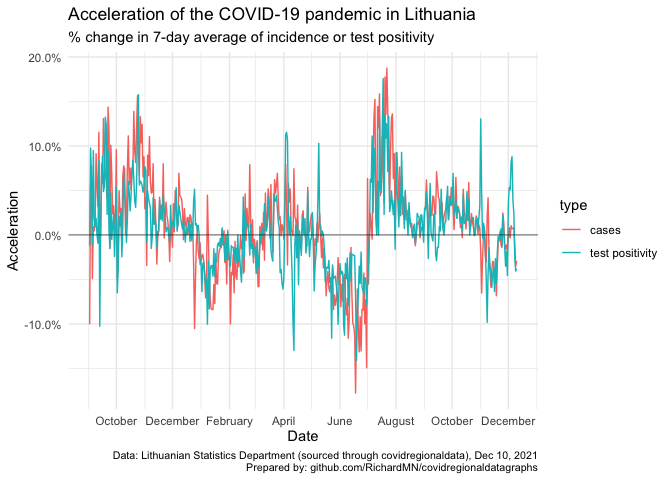 Acceleration of the COVID-19 pandemic in Lithuania
% change in 7-day average of incidence or test positivity
20.0%
10.0%
0.0%
-10.0%
Acceleration
October December February April June August October December
Date
type
cases
test positivity
Data: Lithuanian Statistics Department (sourced through covidregionaldata), Dec 10, 2021
Prepared by: github.com/RichardMN/covidregionaldatagraphs